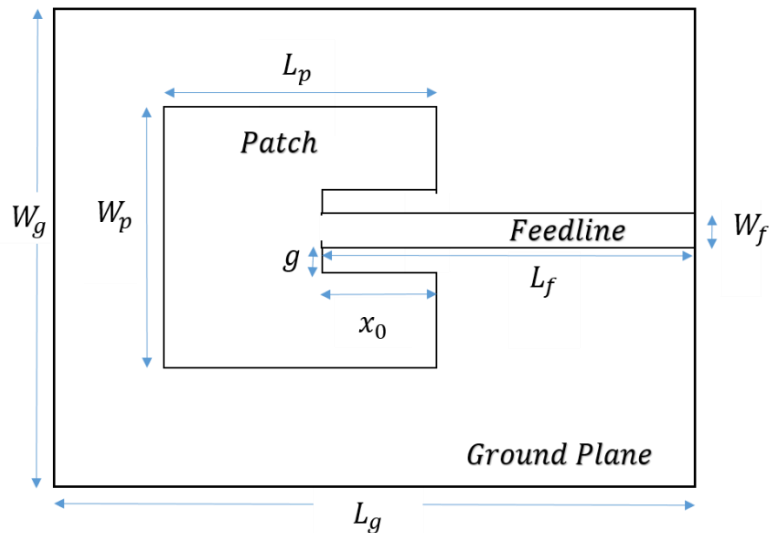 L_p
Patch
W_g
W_p
Feedline
W_f
g
L_f
x_0
Ground Plane
L_g